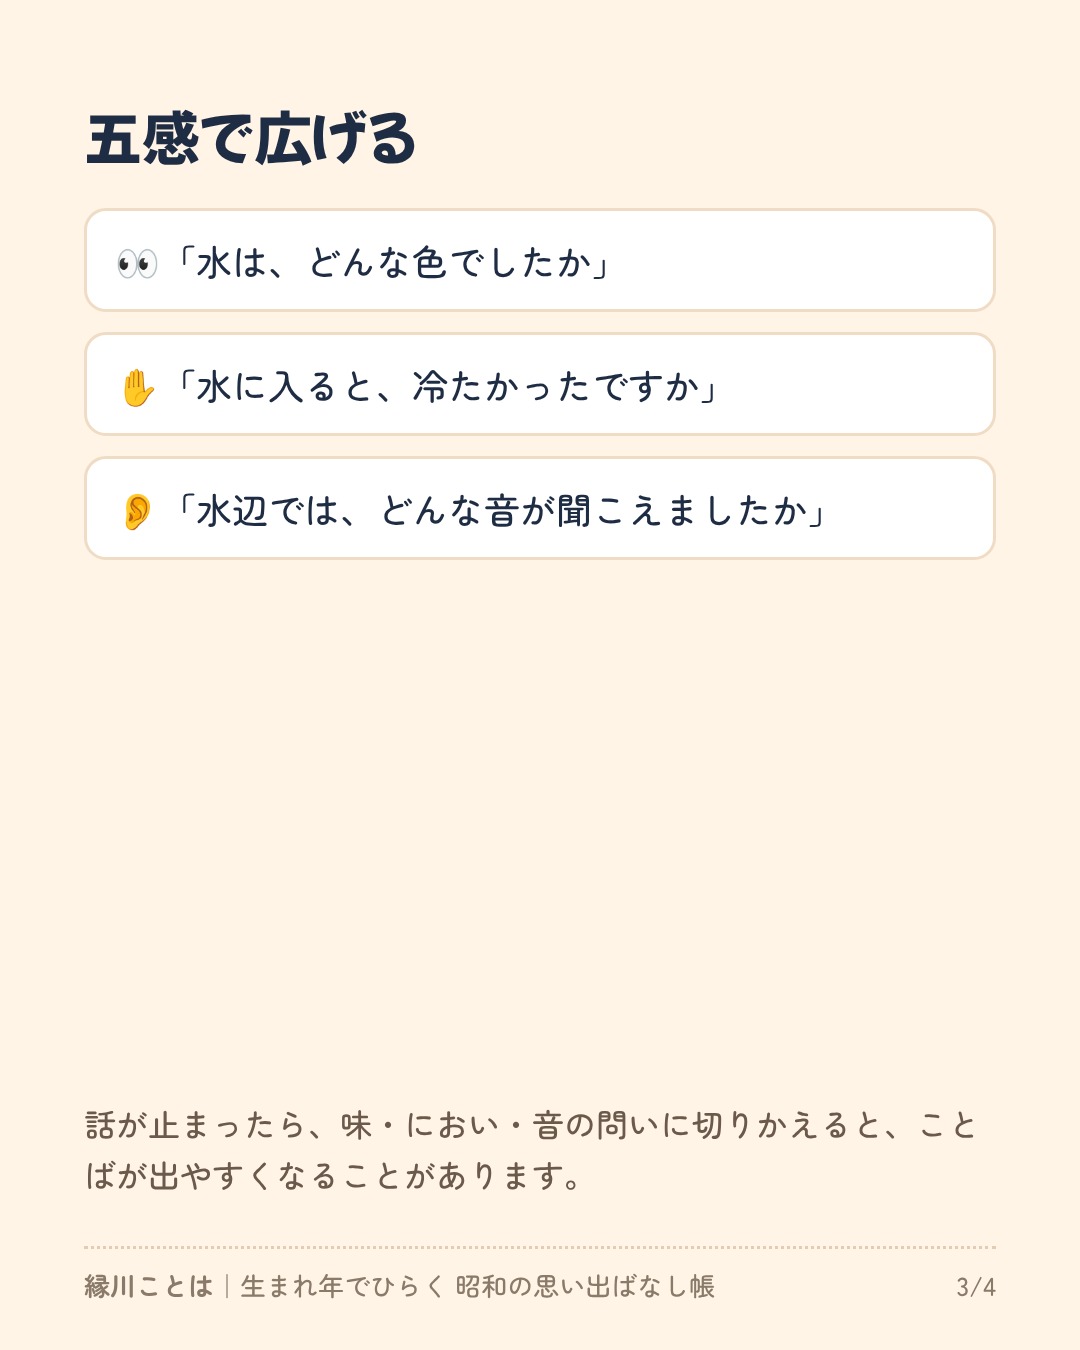 五感で広げる
👀「水は、どんな色でしたか」
✋「水に入ると、冷たかったですか」
👂「水辺では、どんな音が聞こえましたか」
話が止まったら、味・におい・音の問いに切りかえると、こと
ばが出やすくなることがあります。
縁川ことは｜生まれ年でひらく 昭和の思い出ばなし帳
3/4